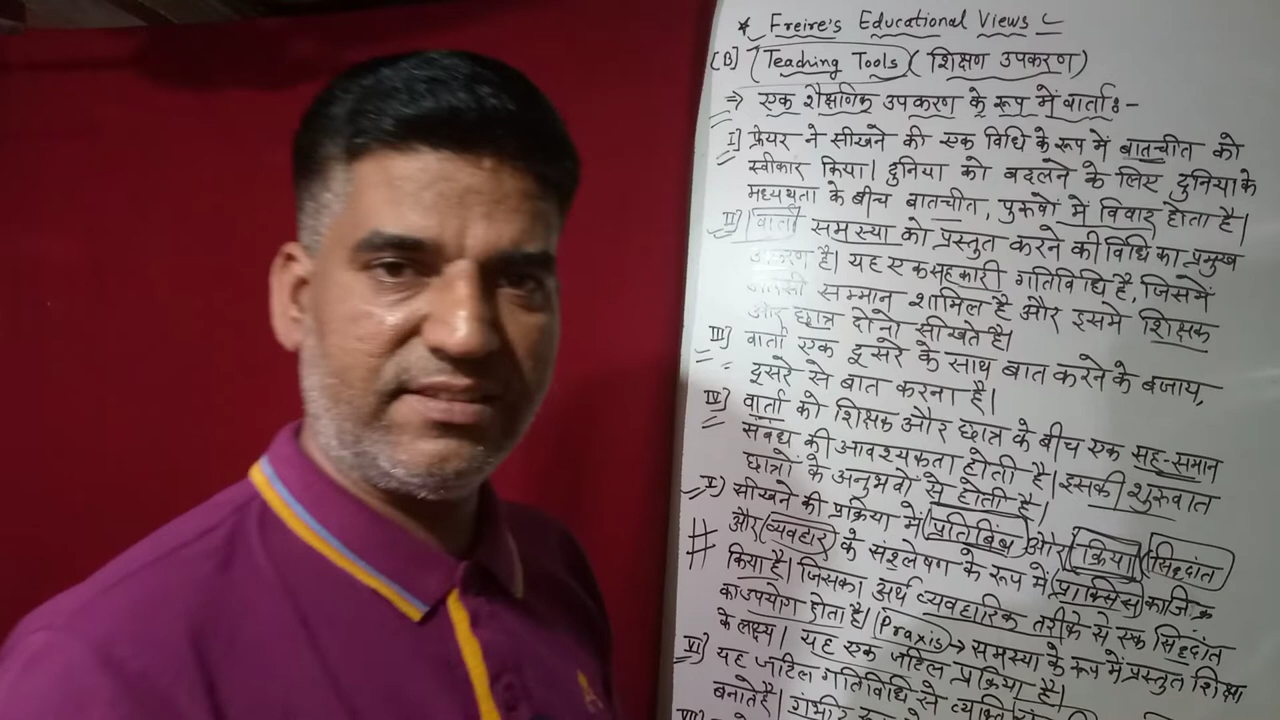 * Freire's Educational Views
(B] [Teaching Tools] (शिक्षण उपकरण)
⇒ एक शैक्षणिक उपकरण के रूप में वार्ता:-
I] फ्रेयर ने सीखने की एक विधि के रूप में बातचीत को
स्वीकार किया। दुनिया को बदलने के लिए दुनिया के
मध्यथता के बीच बातचीत, पुरुषों में विचार होता है।
II] वार्ता समस्या को प्रस्तुत करने की विधि का प्रमुख
है। यह एक सहकारी गतिविधि है, जिसमें
सम्मान शामिल है और इसमे शिक्षक
और छात्र दोनो सीखते है।
III] वार्ता एक दूसरे के साथ बात करने के बजाय,
दूसरे से बात करना है।
IV] वार्ता को शिक्षक और छात्र के बीच एक सह-समान
संबंध की आवश्यकता होती है। इसकी शुरुवात
छात्रों के अनुभवों से होती है।
V) सीखने की प्रक्रिया में प्रतिबिंब और क्रिया सिद्दांत
# और व्यवहार के संश्लेषण के रूप में प्राक्सिस का जिक्र
किया है। जिसका अर्थ व्यवहारिक तरीके से एक सिद्दांत
का उपयोग होता है। (Praxis) → समस्या के रूप में प्रस्तुत शिक्षा
के लक्ष्य। यह एक जटिल प्रक्रिया है।
VI] यह जटिल गतिविधि से व्यक्ति
बनाते है। गंभीर